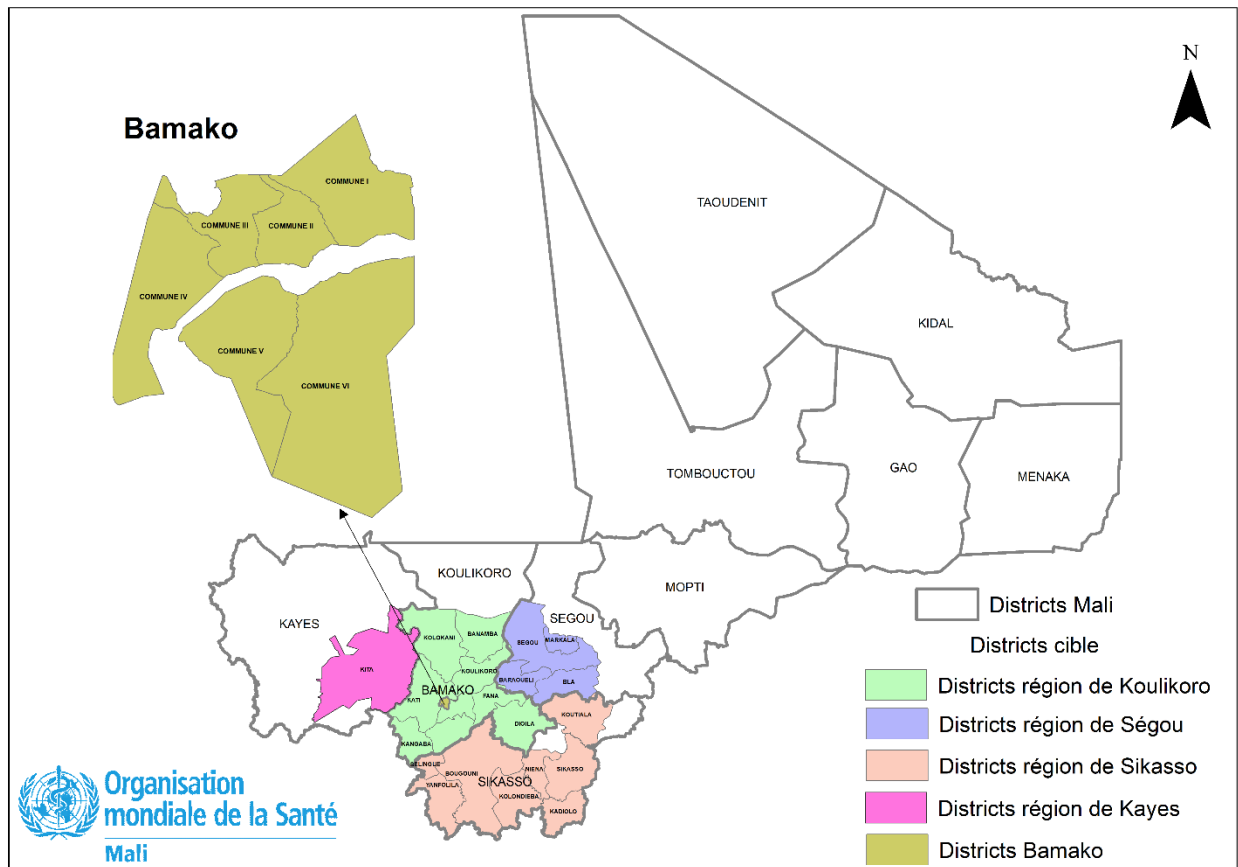 N
Bamako
COMMUNE I
COMMUNE III
COMMUNE II
COMMUNE IV
COMMUNE V
COMMUNE VI
TAOUDENIT
KIDAL
TOMBOUCTOU
GAO
MENAKA
KOULIKORO
MOPTI
KAYES
SEGOU
KOLOKANI
BANAMBA
SEGOU
MARKALA
KITA
KOULIKORO
BARAOUELI
BLA
BAMAKO
KATI
FANA
KOUTIALA
DIOILA
KANGABA
SELINGUE
BOUGOUNI
NIENA
SIKASSO
YANFOLILA
SIKASSO
KOLONDIEBA
KADIOLO
Districts Mali
Districts cible
Districts région de Koulikoro
Districts région de Ségou
Districts région de Sikasso
Districts région de Kayes
Districts Bamako
Organisation
mondiale de la Santé
Mali